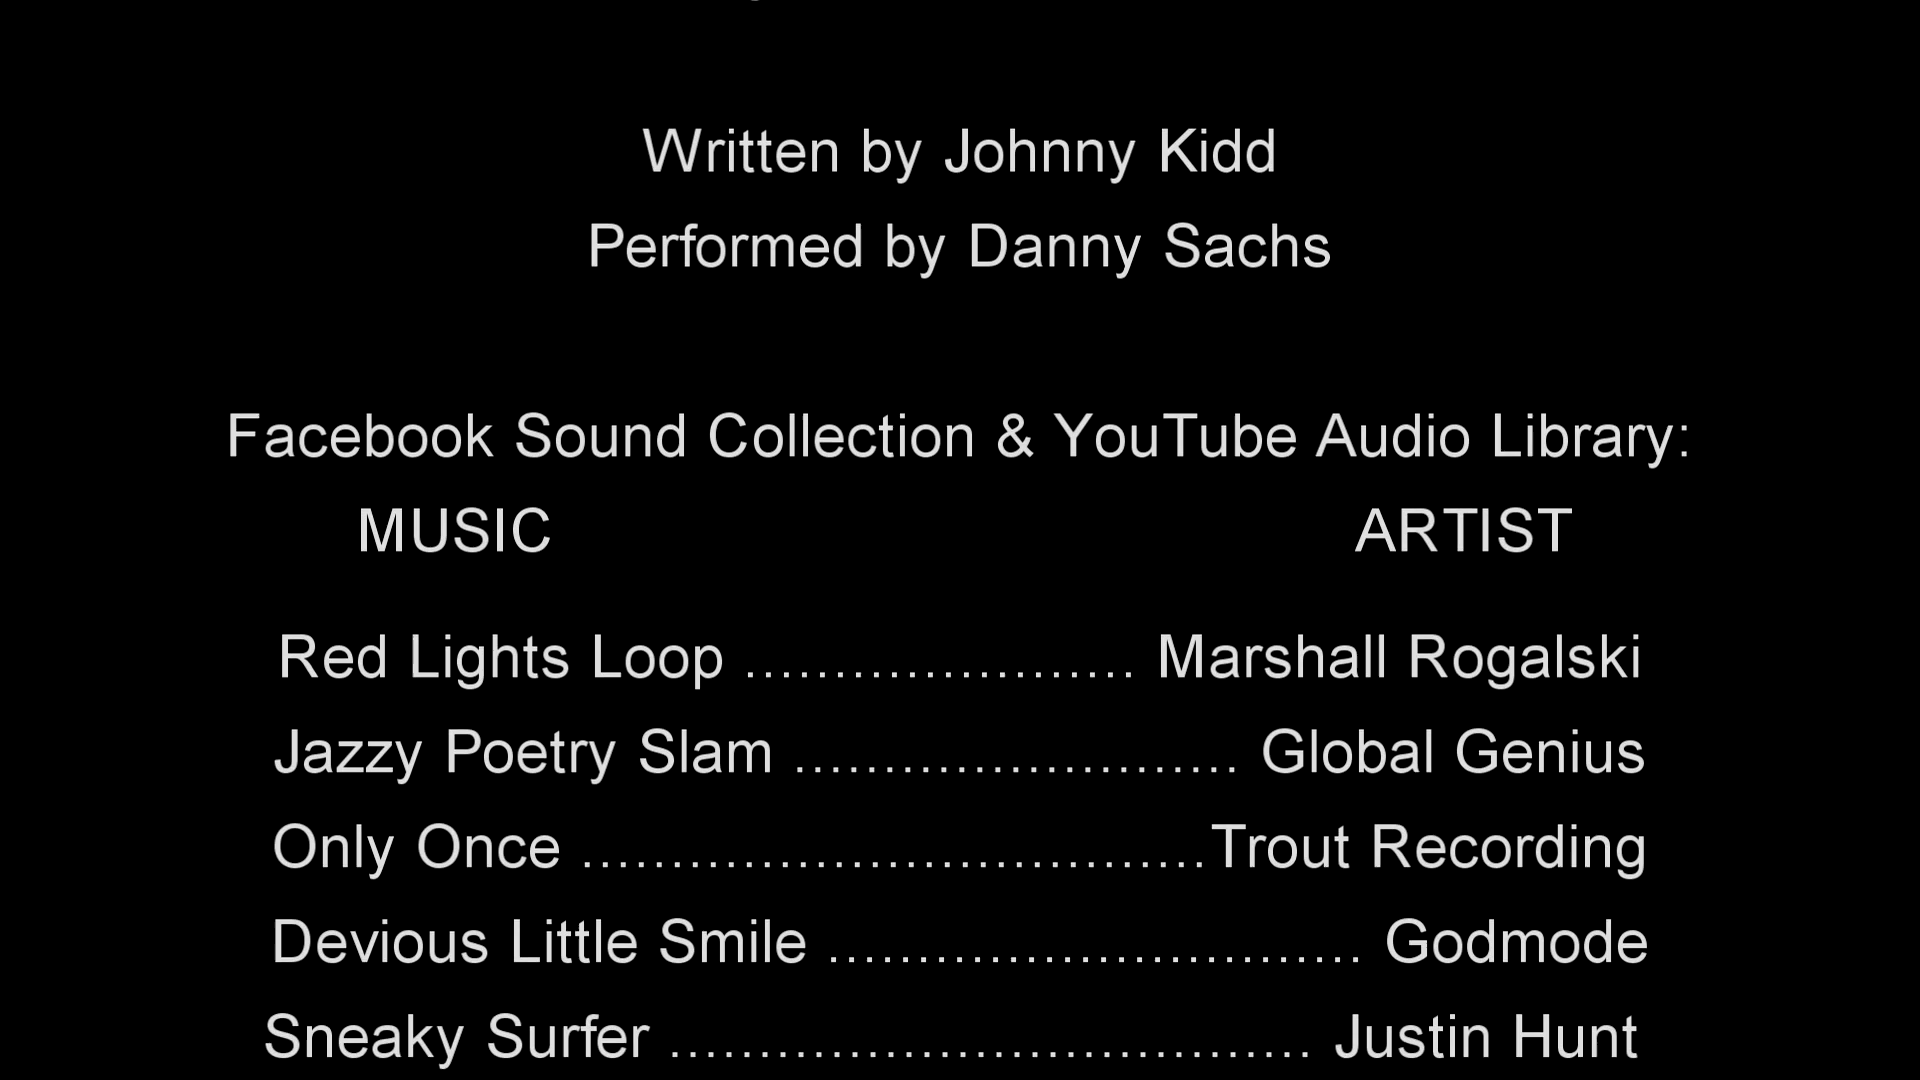 Written by Johnny Kidd
Performed by Danny Sachs
Facebook Sound Collection & YouTube Audio Library:
MUSIC ARTIST
Red Lights Loop ...................... Marshall Rogalski
Jazzy Poetry Slam ......................... Global Genius
Only Once ...................................Trout Recording
Devious Little Smile .............................. Godmode
Sneaky Surfer .................................... Justin Hunt